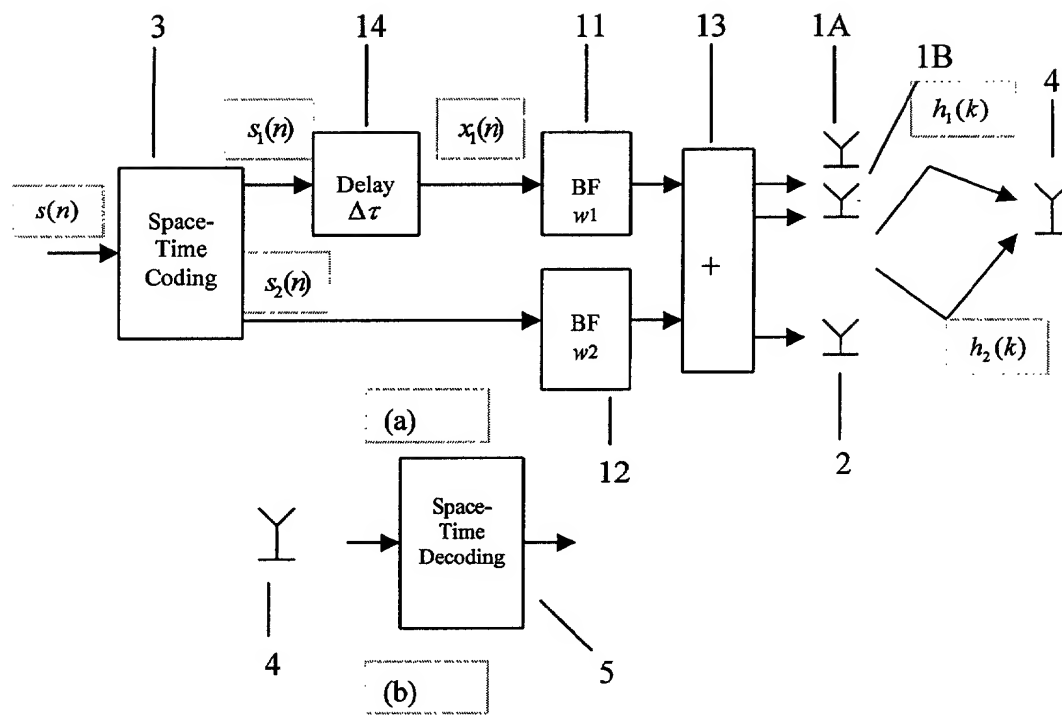 3 14 11 13 1A 1B 4
s₁(n) x₁(n) h₁(k)
s(n)
Space-
Time
Coding
Delay
Δτ
BF
w1
+
s₂(n)
BF
w2
h₂(k)
(a)
12 2
Space-
Time
Decoding
4 5
(b)